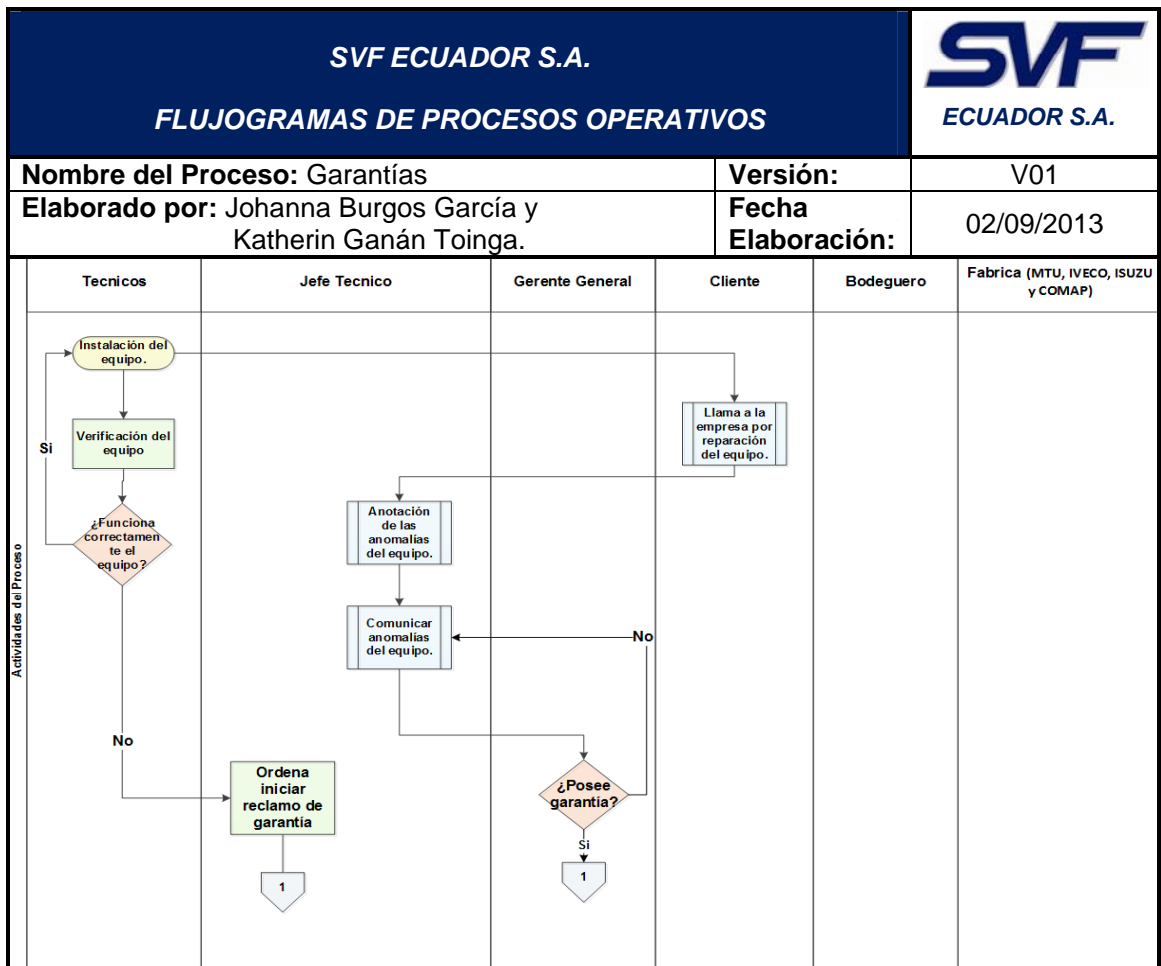 SVF ECUADOR S.A.
FLUJOGRAMAS DE PROCESOS OPERATIVOS
SVF
ECUADOR S.A.
Nombre del Proceso: Garantías
Versión:
V01
Elaborado por: Johanna Burgos García y
Katherin Ganán Toinga.
Fecha
Elaboración:
02/09/2013
Tecnicos
Jefe Tecnico
Gerente General
Cliente
Bodeguero
Fabrica (MTU, IVECO, ISUZU
y COMAP)
Actividades del Proceso
Instalación del
equipo.
Verificación del
equipo
Si
¿Funciona
correctamen
te el
equipo?
No
Llama a la
empresa por
reparación
del equipo.
Anotación
de las
anomalías
del equipo.
Comunicar
anomalías
del equipo.
No
Ordena
iniciar
reclamo de
garantía
1
¿Posee
garantía?
Si
1